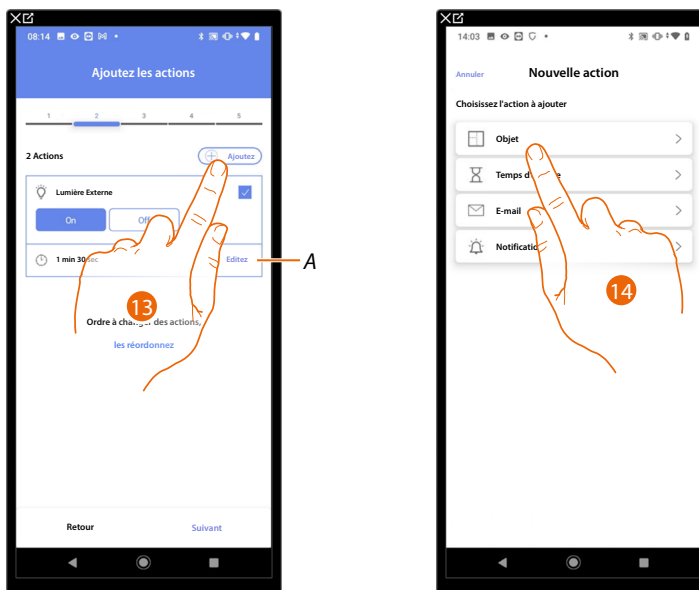 08:14
Ajoutez les actions
1 2 3 4 5
2 Actions
Ajoutez
Lumière Externe
On
Off
1 min 30 sec
Editez
A
13
Ordre à des actions,
les réordonnez
Retour
Suivant
14:03
Annuler
Nouvelle action
Choisissez l'action à ajouter
Objet
Temps
E-mail
14